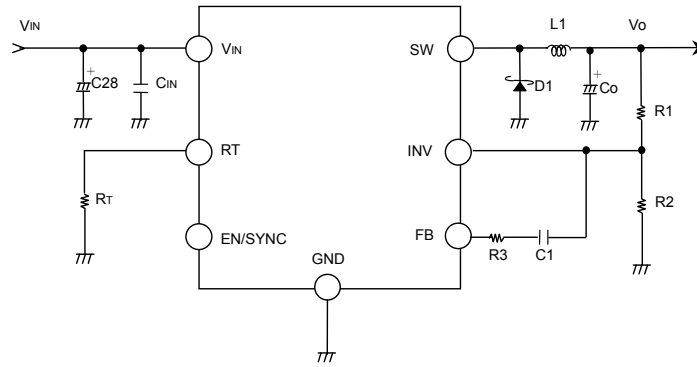 VIN
VIN
C28
+
CIN
SW
L1
Vo
D1
+
Co
R1
RT
RT
INV
R2
EN/SYNC
GND
FB
R3
C1